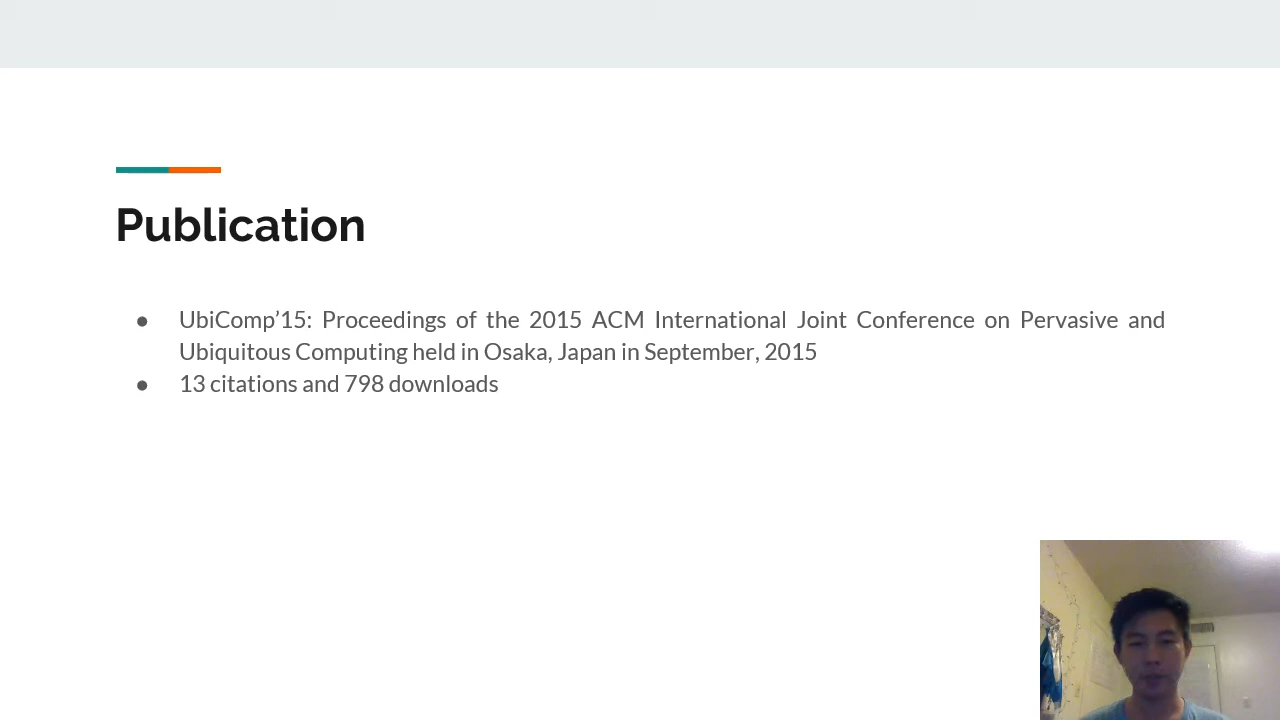 Publication
● UbiComp’15: Proceedings of the 2015 ACM International Joint Conference on Pervasive and
Ubiquitous Computing held in Osaka, Japan in September, 2015
● 13 citations and 798 downloads